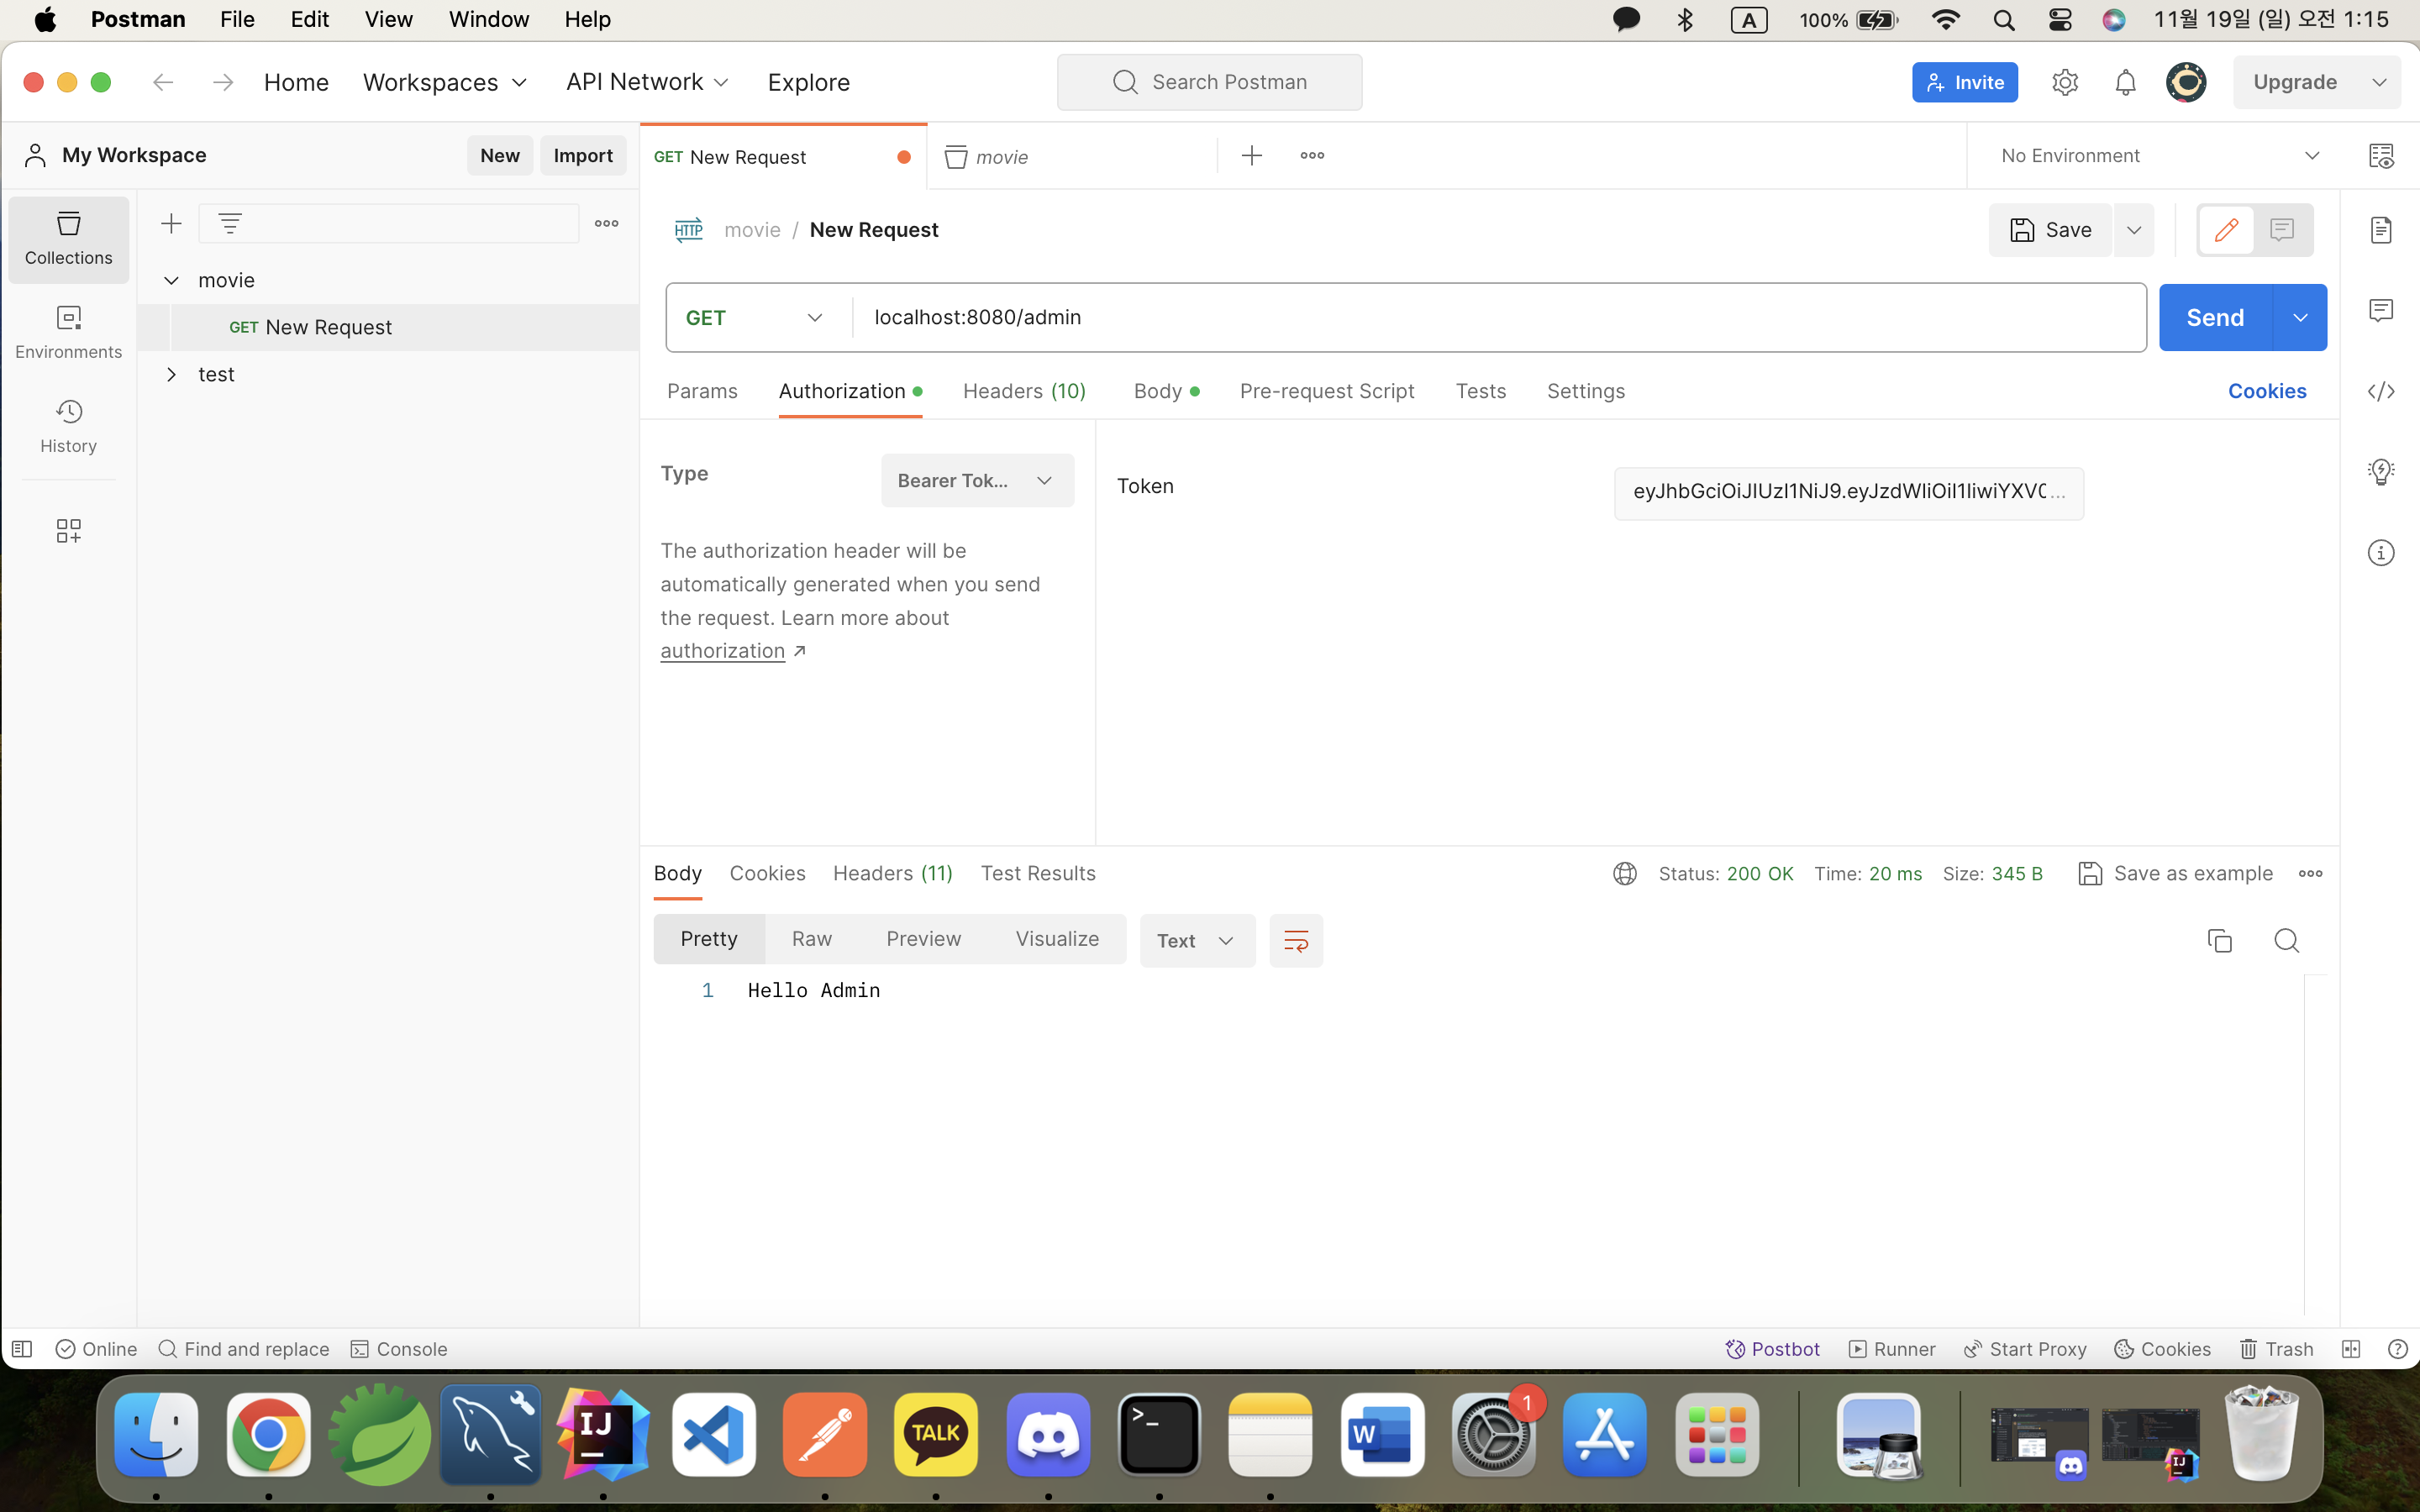 Postman File Edit View Window Help A 100% 11월 19일 (일) 오전 1:15
Home Workspaces API Network Explore Search Postman Invite Upgrade
My Workspace New Import GET New Request movie No Environment
Collections
Environments
History
movie
GET New Request
test
HTTP movie / New Request Save
GET localhost:8080/admin Send
Params Authorization Headers (10) Body Pre-request Script Tests Settings Cookies
Type Bearer Tok... Token eyJhbGciOiJIUzI1NiJ9.eyJzdWIiOiI1IiwiYXV0...
The authorization header will be
automatically generated when you send
the request. Learn more about
authorization ↗
Body Cookies Headers (11) Test Results Status: 200 OK Time: 20 ms Size: 345 B Save as example
Pretty Raw Preview Visualize Text
1 Hello Admin
Online Find and replace Console Postbot Runner Start Proxy Cookies Trash
IJ TALK >_ W 1 IJ